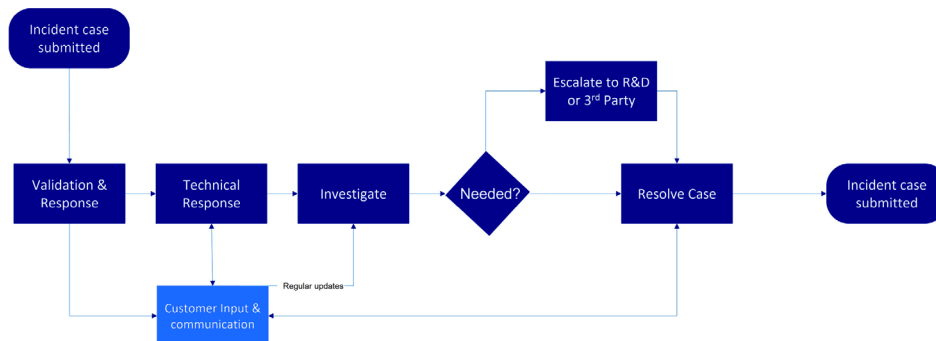 Incident case
submitted
Escalate to R&D
or 3rd Party
Validation &
Response
Technical
Response
Investigate
Needed?
Resolve Case
Incident case
submitted
Regular updates
Customer Input &
communication